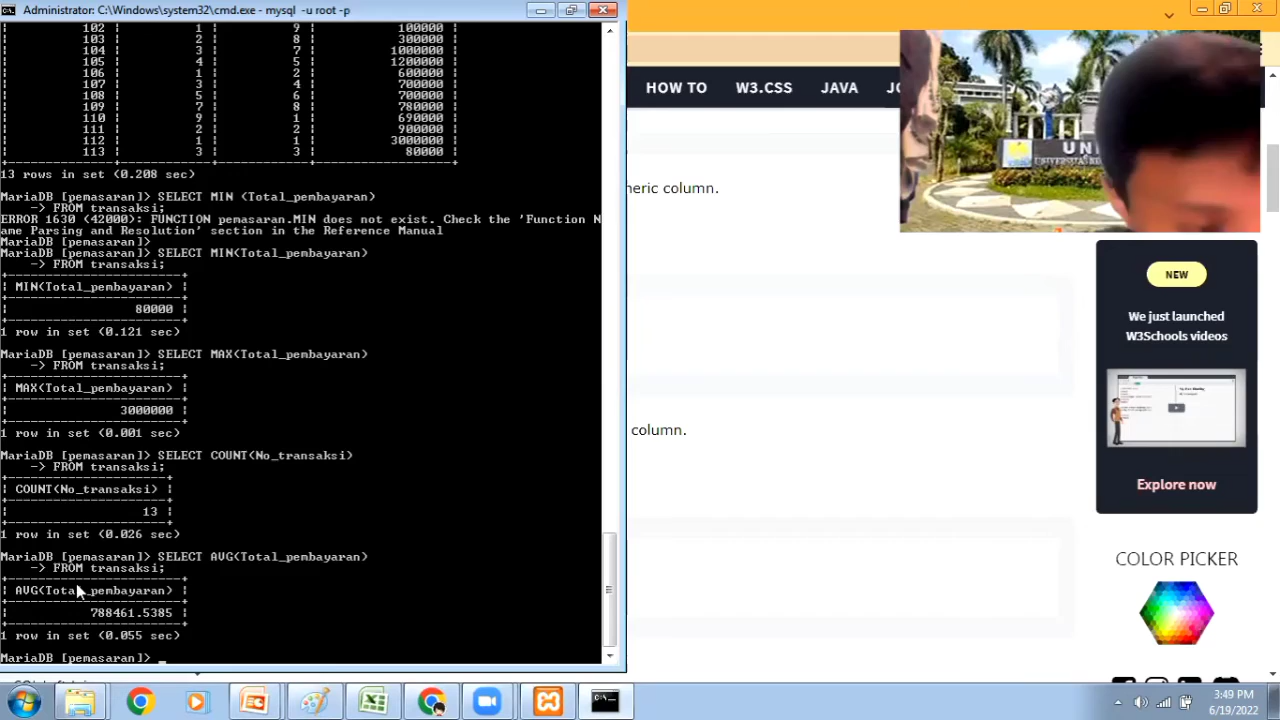 Administrator: C:\Windows\system32\cmd.exe - mysql -u root -p
| 102 | 1 | 9 | 100000 |
| 103 | 2 | 8 | 300000 |
| 104 | 3 | 7 | 1000000 |
| 105 | 4 | 5 | 1200000 |
| 106 | 1 | 2 | 600000 |
| 107 | 3 | 4 | 700000 |
| 108 | 5 | 6 | 700000 |
| 109 | 7 | 8 | 780000 |
| 110 | 9 | 1 | 690000 |
| 111 | 2 | 2 | 900000 |
| 112 | 1 | 1 | 3000000 |
| 113 | 3 | 3 | 80000 |
13 rows in set (0.208 sec)
MariaDB [pemasaran]> SELECT MIN (Total_pembayaran)
-> FROM transaksi;
ERROR 1630 (42000): FUNCTION pemasaran.MIN does not exist. Check the 'Function N
ame Parsing and Resolution' section in the Reference Manual
MariaDB [pemasaran]>
MariaDB [pemasaran]> SELECT MIN(Total_pembayaran)
-> FROM transaksi;
| MIN(Total_pembayaran) |
| 80000 |
1 row in set (0.121 sec)
MariaDB [pemasaran]> SELECT MAX(Total_pembayaran)
-> FROM transaksi;
| MAX(Total_pembayaran) |
| 3000000 |
1 row in set (0.001 sec)
MariaDB [pemasaran]> SELECT COUNT(No_transaksi)
-> FROM transaksi;
| COUNT(No_transaksi) |
| 13 |
1 row in set (0.026 sec)
MariaDB [pemasaran]> SELECT AVG(Total_pembayaran)
-> FROM transaksi;
| AVG(Total_pembayaran) |
| 788461.5385 |
1 row in set (0.055 sec)
MariaDB [pemasaran]>
HOW TO W3.CSS JAVA
UN
neric column.
column.
NEW
We just launched
W3Schools videos
Explore now
COLOR PICKER
3:49 PM
6/19/2022